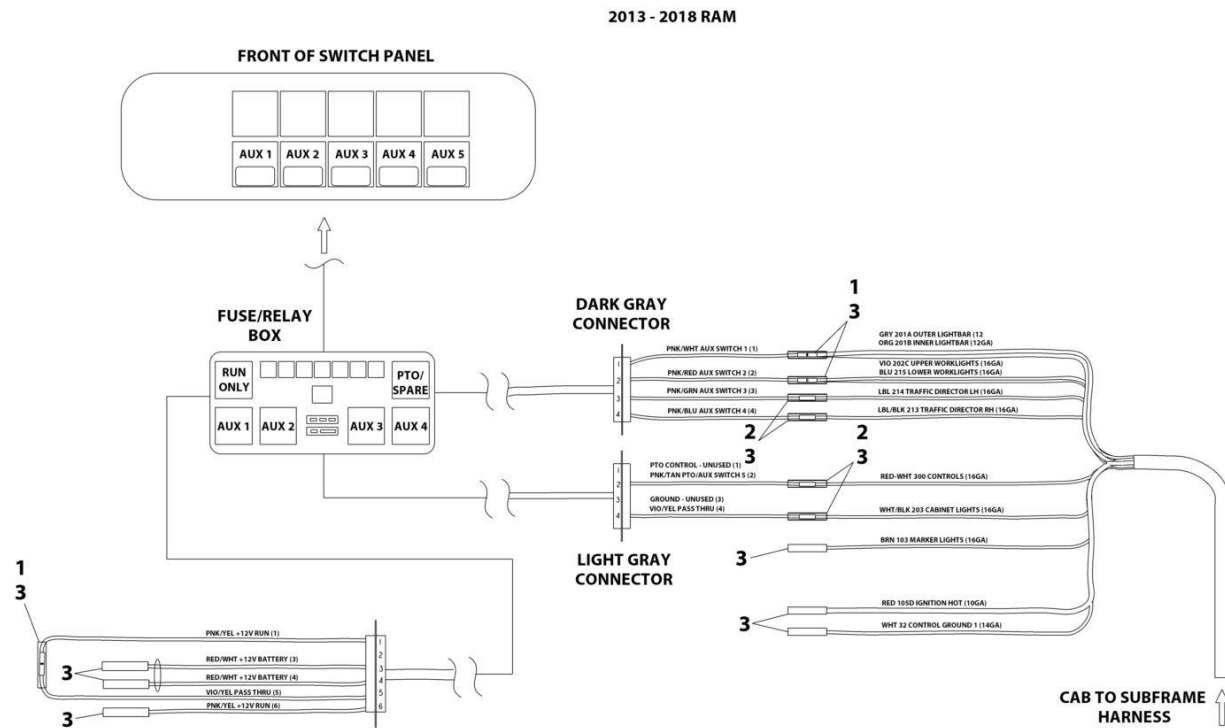 2013 - 2018 RAM
FRONT OF SWITCH PANEL
AUX 1
AUX 2
AUX 3
AUX 4
AUX 5
FUSE/RELAY
BOX
RUN
ONLY
PTO/
SPARE
AUX 1
AUX 2
AUX 3
AUX 4
DARK GRAY
CONNECTOR
1
2
3
4
PNK/WHT AUX SWITCH 1 (1)
PNK/RED AUX SWITCH 2 (2)
PNK/GRN AUX SWITCH 3 (3)
PNK/BLU AUX SWITCH 4 (4)
1
3
2
3
GRY 201A OUTER LIGHTBAR (12
ORG 201B INNER LIGHTBAR (12GA)
VIO 202C UPPER WORKLIGHTS (16GA)
BLU 215 LOWER WORKLIGHTS (16GA)
LBL 214 TRAFFIC DIRECTOR LH (16GA)
LBL/BLK 213 TRAFFIC DIRECTOR RH (16GA)
1
2
3
4
PTO CONTROL - UNUSED (1)
PNK/TAN PTO/AUX SWITCH 5 (2)
GROUND - UNUSED (3)
VIO/YEL PASS THRU (4)
LIGHT GRAY
CONNECTOR
2
3
RED-WHT 300 CONTROLS (16GA)
WHT/BLK 203 CABINET LIGHTS (16GA)
3
BRN 103 MARKER LIGHTS (16GA)
3
RED 105D IGNITION HOT (10GA)
WHT 32 CONTROL GROUND 1 (14GA)
1
3
3
3
PNK/YEL +12V RUN (1)
RED/WHT +12V BATTERY (3)
RED/WHT +12V BATTERY (4)
VIO/YEL PASS THRU (5)
PNK/YEL +12V RUN (6)
1
2
3
4
5
6
CAB TO SUBFRAME
HARNESS